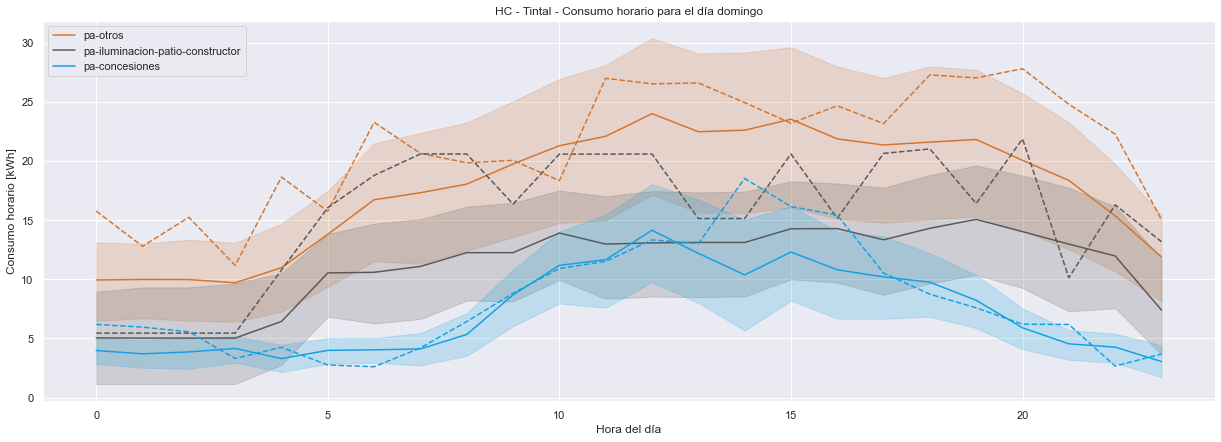 HC - Tintal - Consumo horario para el día domingo
pa-otros
pa-iluminacion-patio-constructor
pa-concesiones
Consumo horario [kWh]
30
25
20
15
10
5
0
0 5 10 15 20
Hora del día